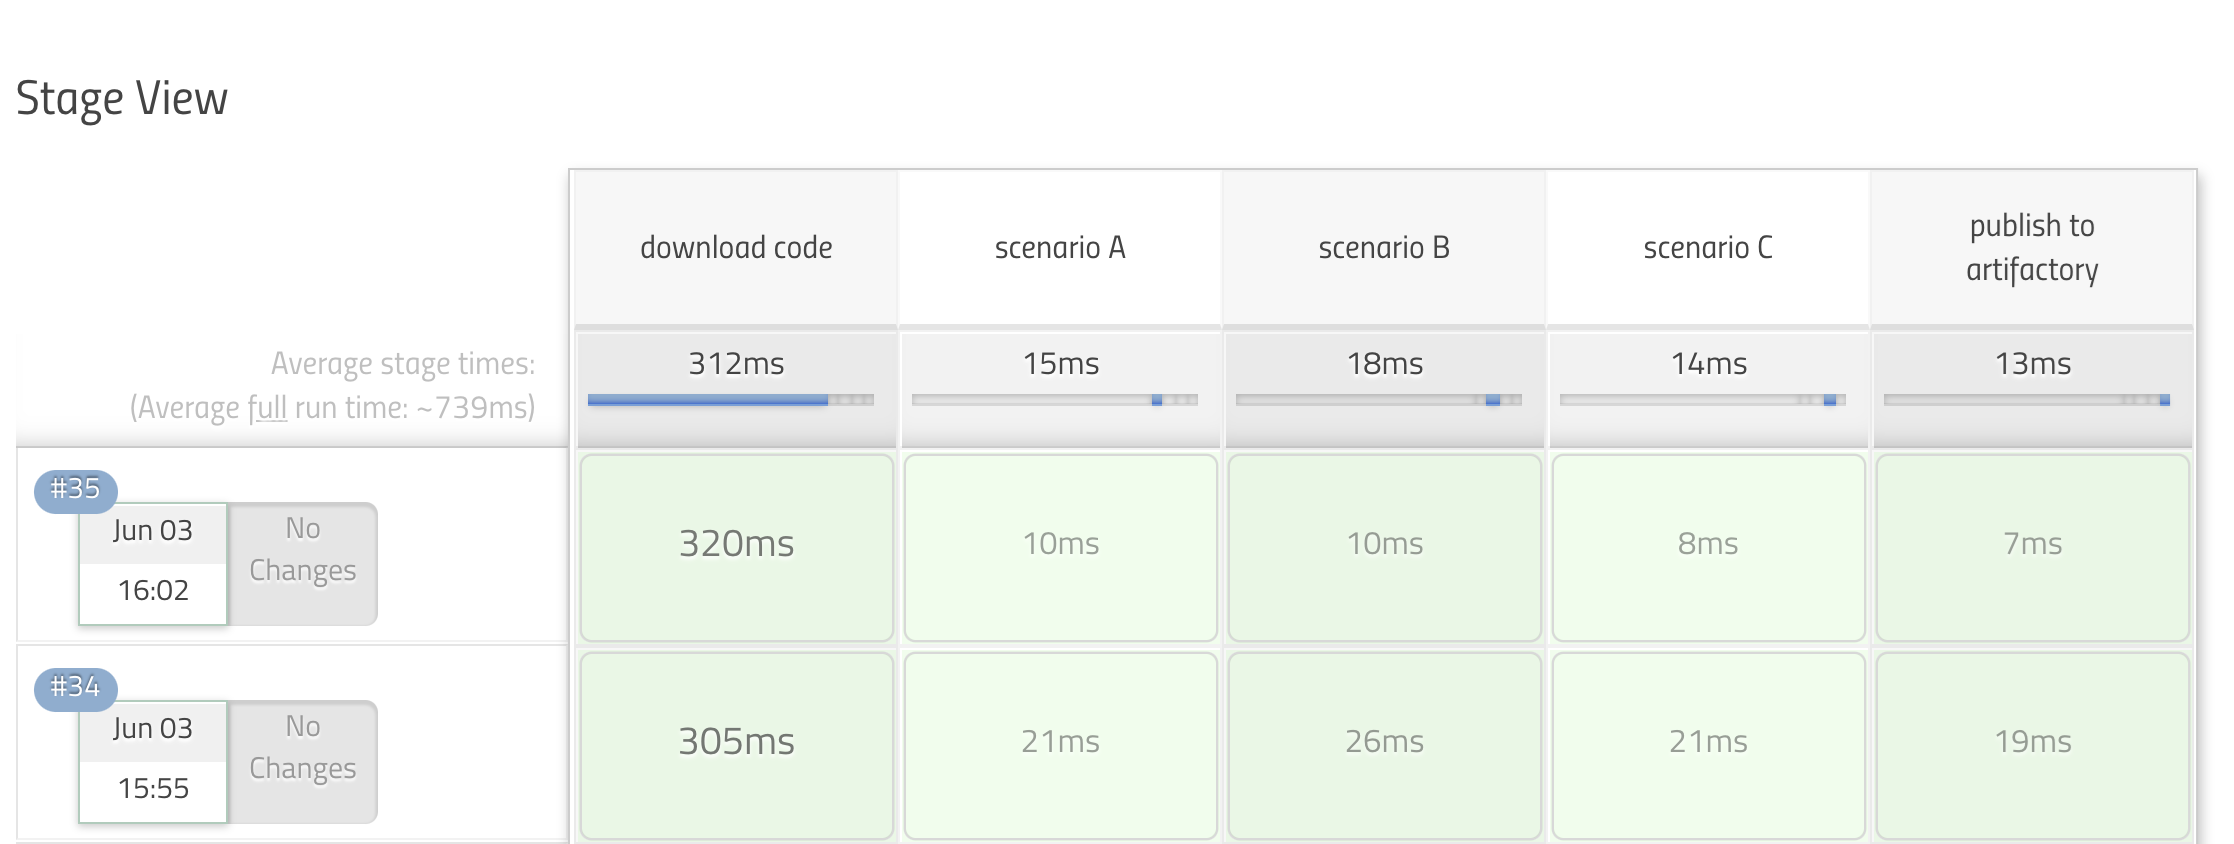 Stage View
download code
scenario A
scenario B
scenario C
publish to
artifactory
Average stage times:
(Average full run time: ~739ms)
312ms
15ms
18ms
14ms
13ms
#35
Jun 03
16:02
No
Changes
320ms
10ms
10ms
8ms
7ms
#34
Jun 03
15:55
No
Changes
305ms
21ms
26ms
21ms
19ms